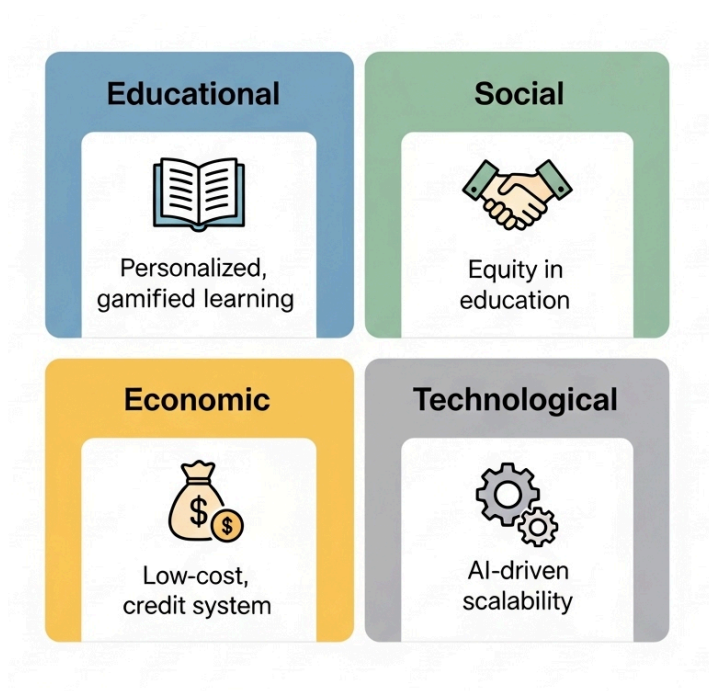 Educational
Personalized,
gamified learning
Social
Equity in
education
Economic
$
$
Low-cost,
credit system
Technological
AI-driven
scalability